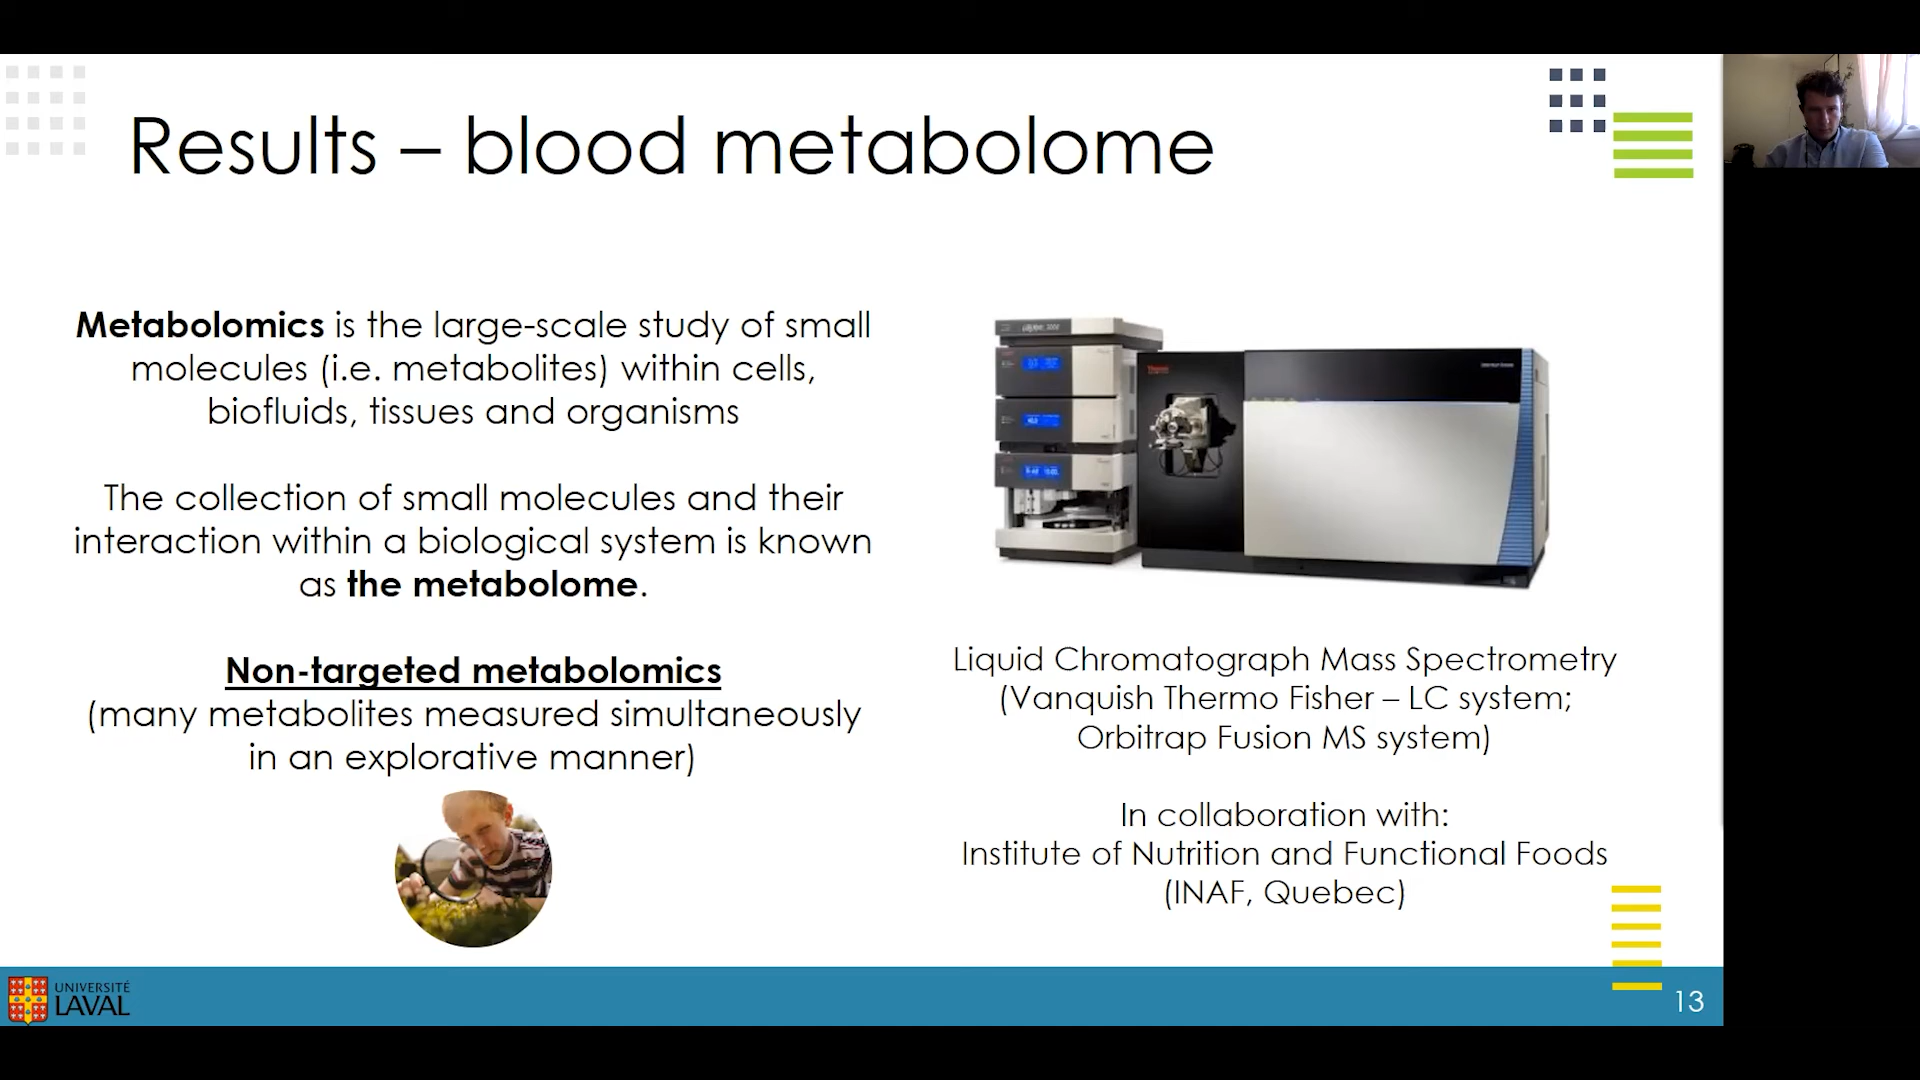 Results – blood metabolome
Metabolomics is the large-scale study of small
molecules (i.e. metabolites) within cells,
biofluids, tissues and organisms
The collection of small molecules and their
interaction within a biological system is known
as the metabolome.
Non-targeted metabolomics
(many metabolites measured simultaneously
in an explorative manner)
Liquid Chromatograph Mass Spectrometry
(Vanquish Thermo Fisher – LC system;
Orbitrap Fusion MS system)
In collaboration with:
Institute of Nutrition and Functional Foods
(INAF, Quebec)
UNIVERSITÉ
LAVAL
13